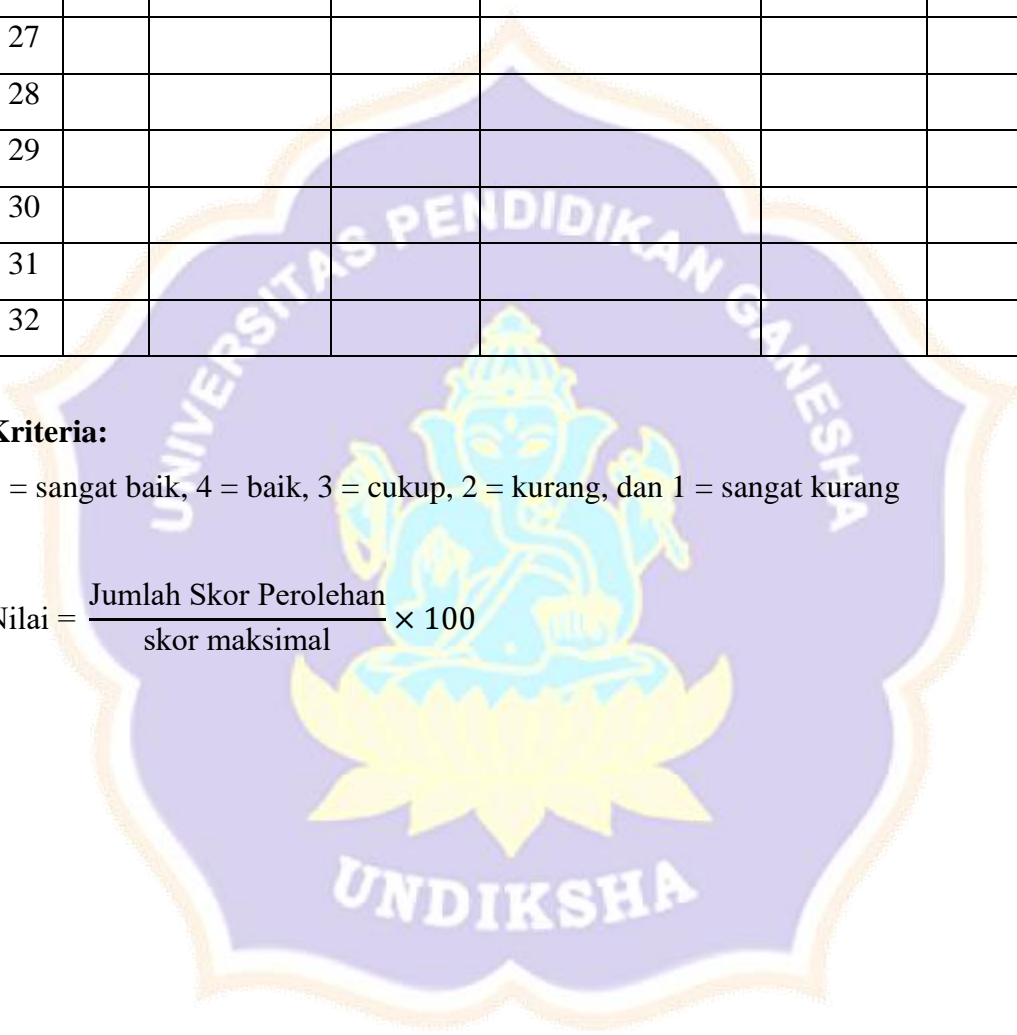 27
28
29
30
31
32
Kriteria:
= sangat baik, 4 = baik, 3 = cukup, 2 = kurang, dan 1 = sangat kurang
Nilai = Jumlah Skor Perolehan
skor maksimal
× 100
UNIVERSITAS PENDIDIKAN GANESHA
UNDIKSHA